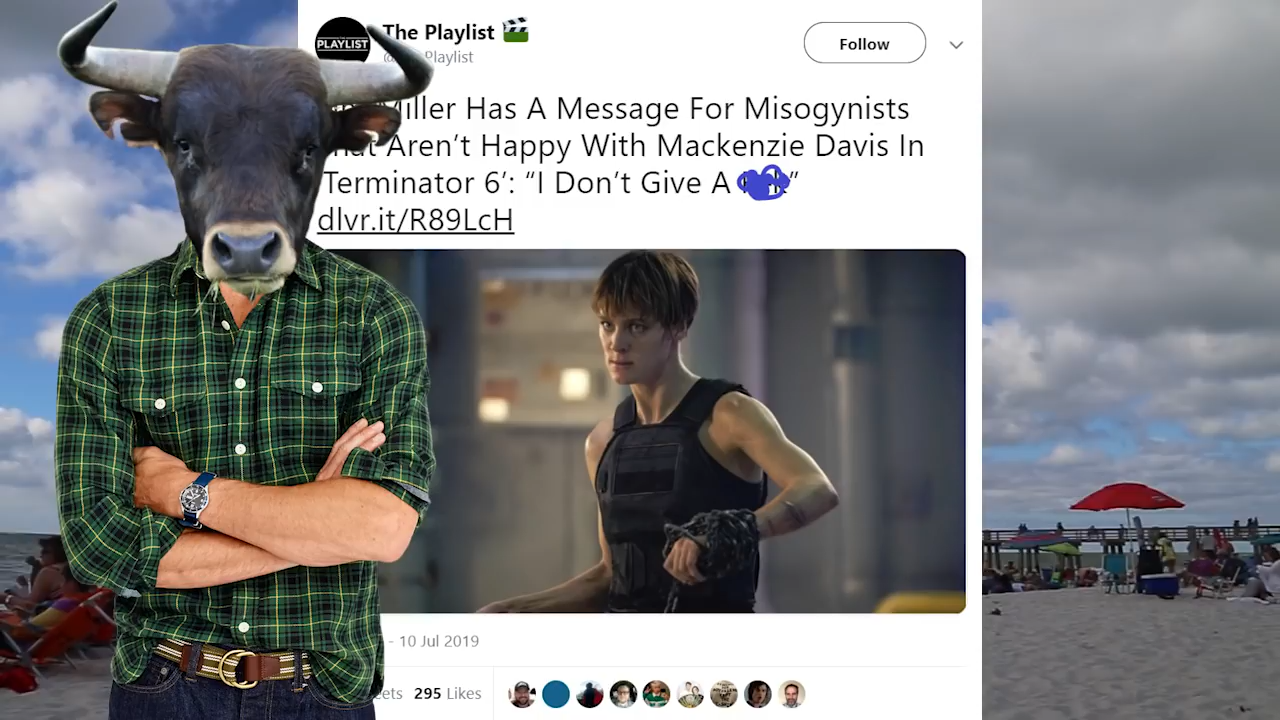 The Playlist
PLAYLIST
Playlist
Follow
Miller Has A Message For Misogynists
Aren't Happy With Mackenzie Davis In
Terminator 6': “I Don't Give A ”
dlvr.it/R89LcH
- 10 Jul 2019
295 Likes